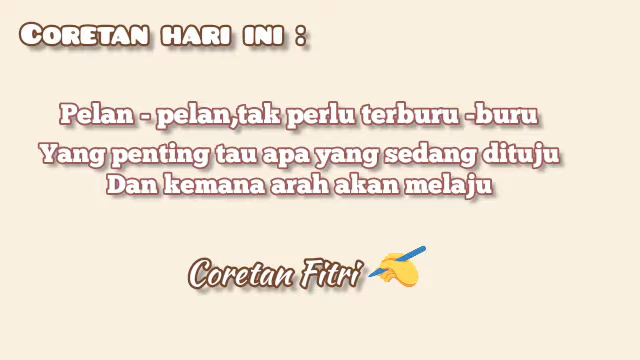 Coretan hari ini :
Pelan - pelan,tak perlu terburu -buru
Yang penting tau apa yang sedang dituju
Dan kemana arah akan melaju
Coretan Fitri ✍